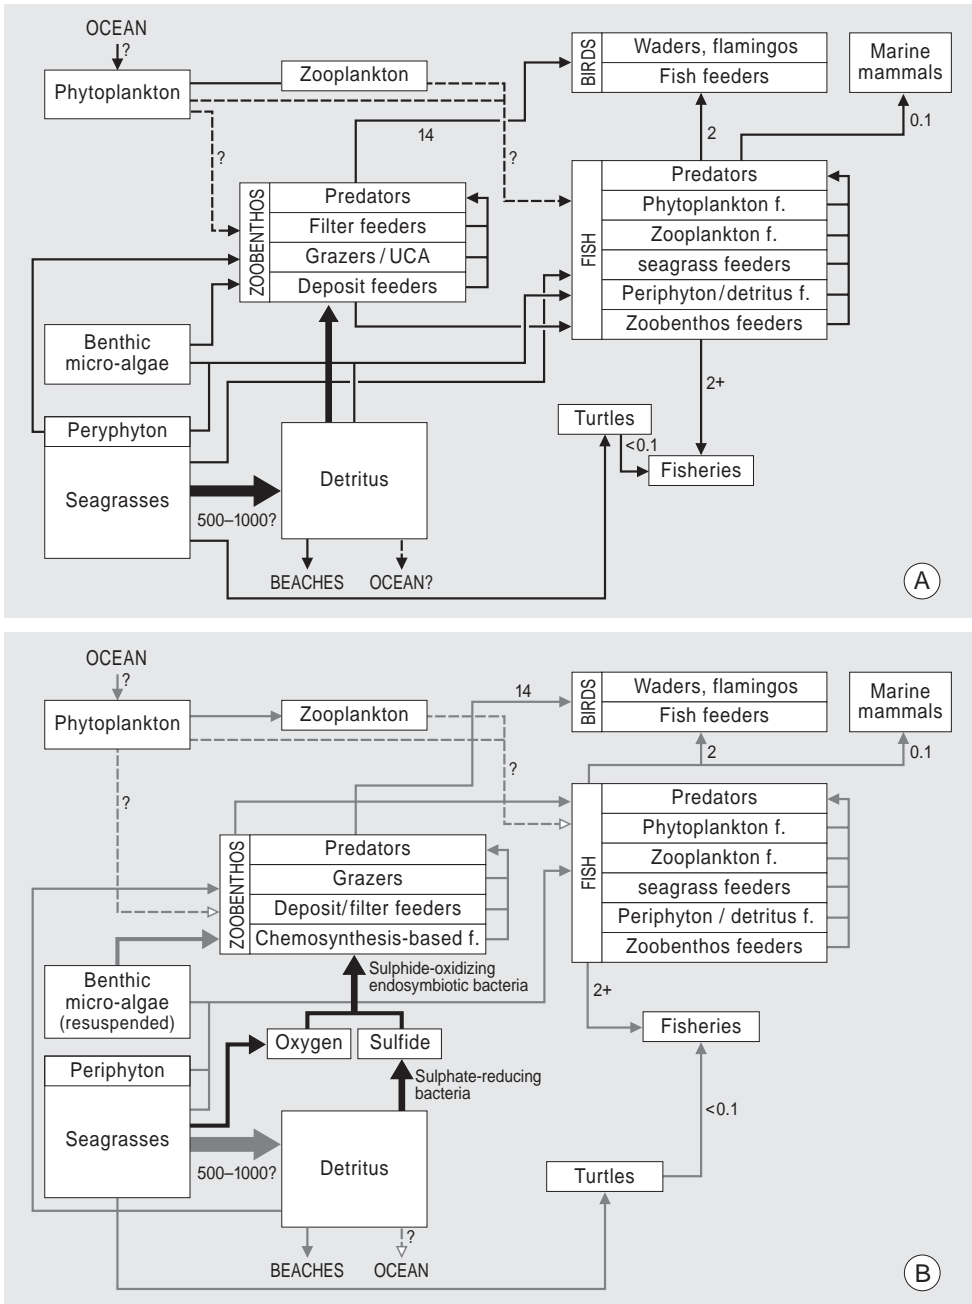 OCEAN
?
Phytoplankton
Zooplankton
BIRDS
Waders, flamingos
Fish feeders
Marine
mammals
14
2
0.1
?
?
ZOOBENTHOS
Predators
Filter feeders
Grazers / UCA
Deposit feeders
FISH
Predators
Phytoplankton f.
Zooplankton f.
seagrass feeders
Periphyton/detritus f.
Zoobenthos feeders
Benthic
micro-algae
2+
Peryphyton
Seagrasses
Turtles
<0.1
Fisheries
Detritus
500–1000?
BEACHES
OCEAN?
A
OCEAN
?
Phytoplankton
Zooplankton
14
BIRDS
Waders, flamingos
Fish feeders
Marine
mammals
2
0.1
?
?
ZOOBENTHOS
Predators
Grazers
Deposit/filter feeders
Chemosynthesis-based f.
FISH
Predators
Phytoplankton f.
Zooplankton f.
seagrass feeders
Periphyton / detritus f.
Zoobenthos feeders
Benthic
micro-algae
(resuspended)
Sulphide-oxidizing
endosymbiotic bacteria
2+
Fisheries
Oxygen
Sulfide
Periphyton
Seagrasses
Sulphate-reducing
bacteria
<0.1
500–1000?
Detritus
Turtles
?
BEACHES
OCEAN
B